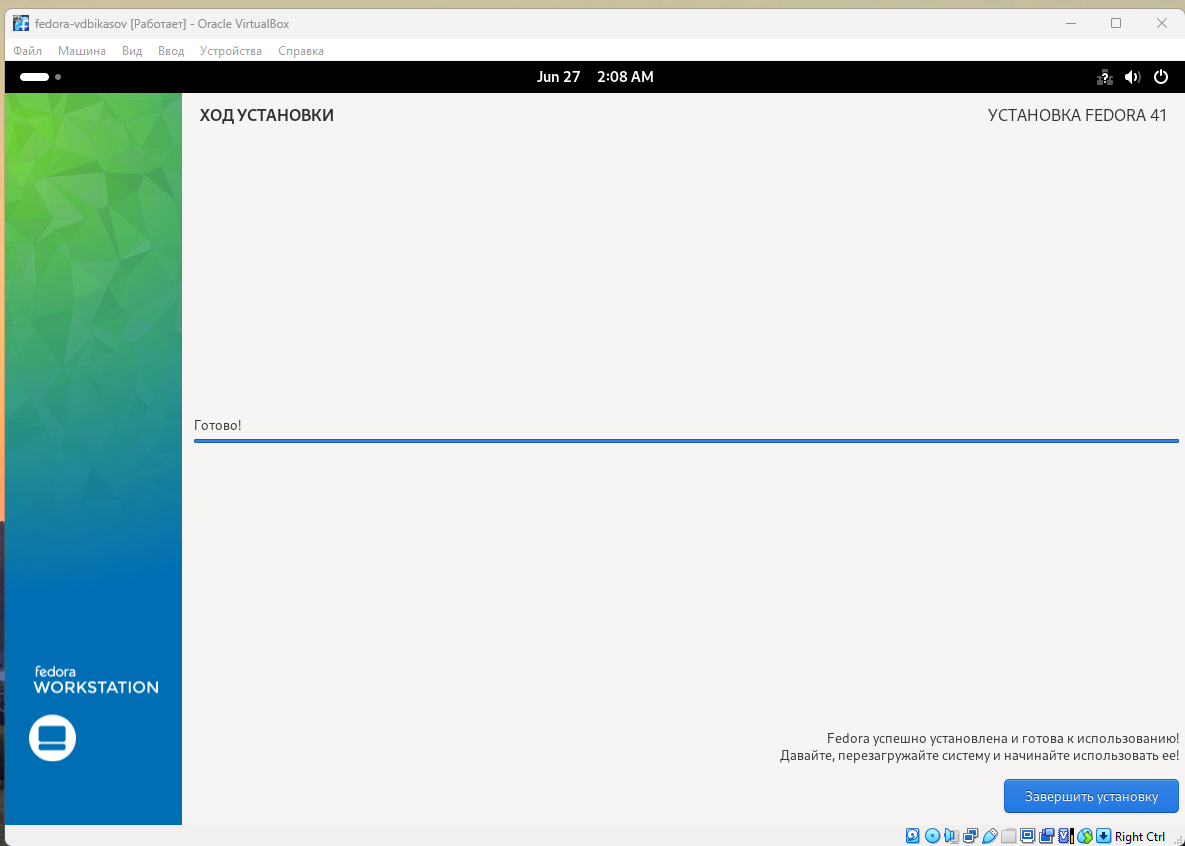 fedora-vdbikasov [Работает] - Oracle VirtualBox
Файл Машина Вид Ввод Устройства Справка
Jun 27 2:08 AM
ХОД УСТАНОВКИ
УСТАНОВКА FEDORA 41
Готово!
fedora
WORKSTATION
Fedora успешно установлена и готова к использованию!
Давайте, перезагружайте систему и начинайте использовать ее!
Завершить установку
Right Ctrl